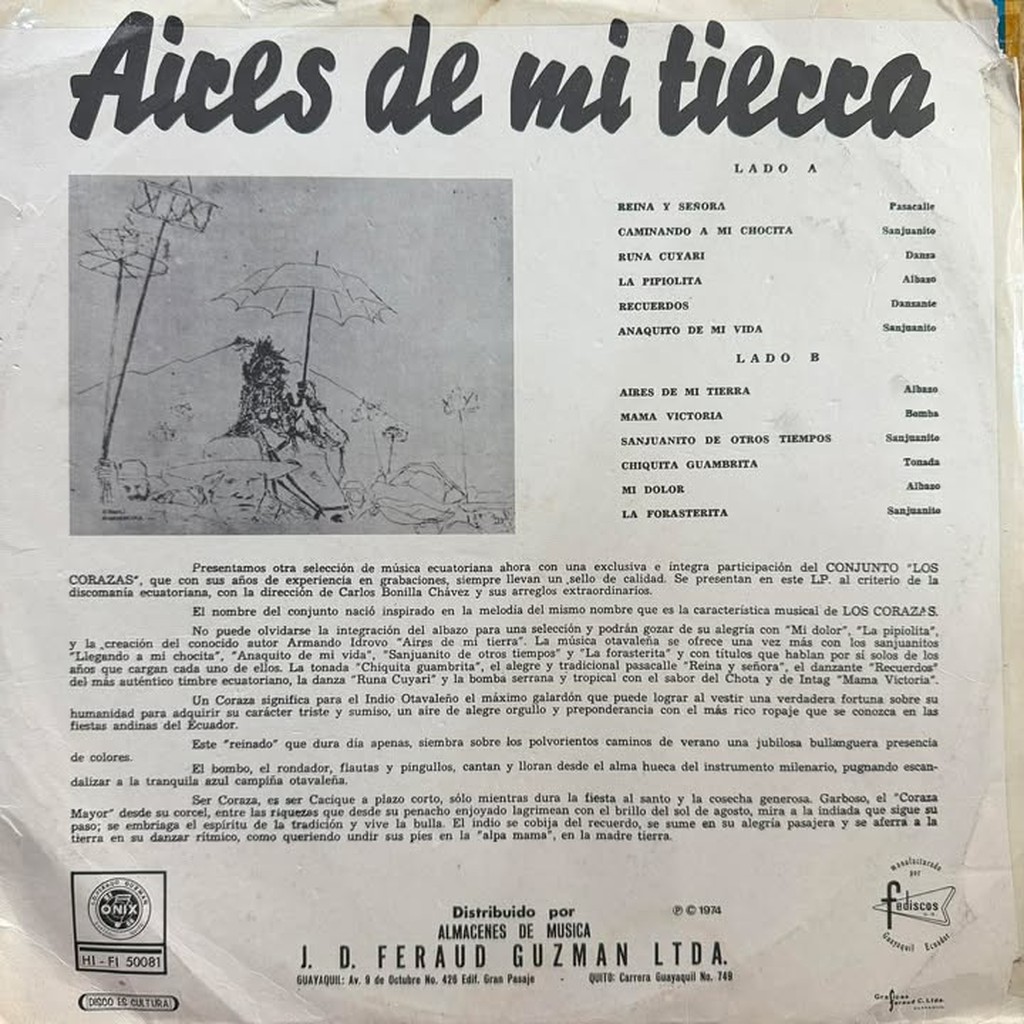 Aires de mi tierra
LADO A
REINA Y SEÑORA Pasacalle
CAMINANDO A MI CHOCITA Sanjuanito
RUNA CUYARI Danza
LA PIPIOLITA Albazo
RECUERDOS Danzante
ANAQUITO DE MI VIDA Sanjuanito
LADO B
AIRES DE MI TIERRA Albazo
MAMA VICTORIA Bomba
SANJUANITO DE OTROS TIEMPOS Sanjuanito
CHIQUITA GUAMBRITA Tonada
MI DOLOR Albazo
LA FORASTERITA Sanjuanito
Presentamos otra selección de música ecuatoriana ahora con una exclusiva e integra participación del CONJUNTO "LOS
CORAZAS", que con sus años de experiencia en grabaciones, siempre llevan un sello de calidad. Se presentan en este LP. al criterio de la
discomanía ecuatoriana, con la dirección de Carlos Bonilla Chávez y sus arreglos extraordinarios.
El nombre del conjunto nació inspirado en la melodía del mismo nombre que es la característica musical de LOS CORAZAS.
No puede olvidarse la integración del albazo para una selección y podrán gozar de su alegría con "Mi dolor", "La pipiolita",
y la creación del conocido autor Armando Idrovo "Aires de mi tierra". La música otavaleña se ofrece una vez más con los sanjuanitos
"Llegando a mi chocita", "Anaquito de mi vida", "Sanjuanito de otros tiempos" y "La forasterita" y con títulos que hablan por si solos de los
años que cargan cada uno de ellos. La tonada "Chiquita guambrita", el alegre y tradicional pasacalle "Reina y señora", el danzante "Recuerdos"
del más auténtico timbre ecuatoriano, la danza "Runa Cuyari" y la bomba serrana y tropical con el sabor del Chota y de Intag "Mama Victoria".
Un Coraza significa para el Indio Otavaleño el máximo galardón que puede lograr al vestir una verdadera fortuna sobre su
humanidad para adquirir su carácter triste y sumiso, un aire de alegre orgullo y preponderancia con el más rico ropaje que se conozca en las
fiestas andinas del Ecuador.
Este "reinado" que dura día apenas, siembra sobre los polvorientos caminos de verano una jubilosa bullanguera presencia
de colores.
El bombo, el rondador, flautas y pingullos, cantan y lloran desde el alma hueca del instrumento milenario, pugnando escan-
dalizar a la tranquila azul campiña otavaleña.
Ser Coraza, es ser Cacique a plazo corto, sólo mientras dura la fiesta al santo y la cosecha generosa. Garboso, el "Coraza
Mayor" desde su corcel, entre las riquezas que desde su penacho enjoyado lagrimean con el brillo del sol de agosto, mira a la indiada que sigue su
paso; se embriaga el espíritu de la tradición y vive la bulla. El indio se cobija del recuerdo, se sume en su alegría pasajera y se aferra a la
tierra en su danzar rítmico, como queriendo undir sus pies en la "alpa mama", en la madre tierra.
J.D. FERAUD GUZMAN
ONIX
HI - FI 50081
DISCO ES CULTURA
Distribuido por
ALMACENES DE MUSICA
J. D. FERAUD GUZMAN LTDA.
GUAYAQUIL: Av. 9 de Octubre No. 426 Edif. Gran Pasaje - QUITO: Carrera Guayaquil No. 749
Ⓟ © 1974
manufacturado
por
fediscos
Guayaquil Ecuador
Graficas
Feraud C. Ltda.